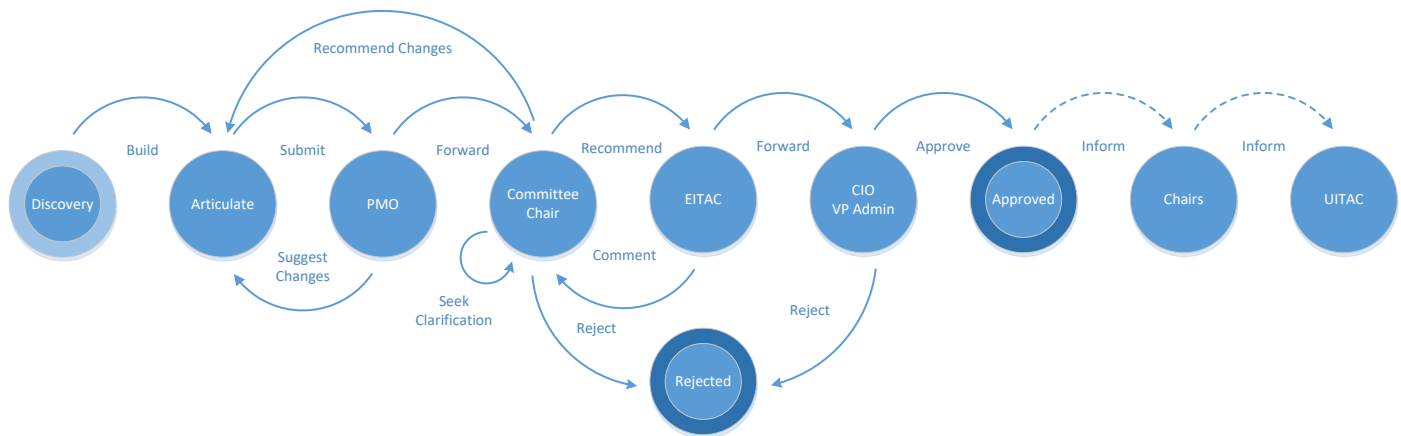 Recommend Changes
Build
Submit
Forward
Recommend
Forward
Approve
Inform
Inform
Discovery
Articulate
PMO
Committee
Chair
EITAC
CIO
VP Admin
Approved
Chairs
UITAC
Suggest
Changes
Comment
Seek
Clarification
Reject
Reject
Rejected